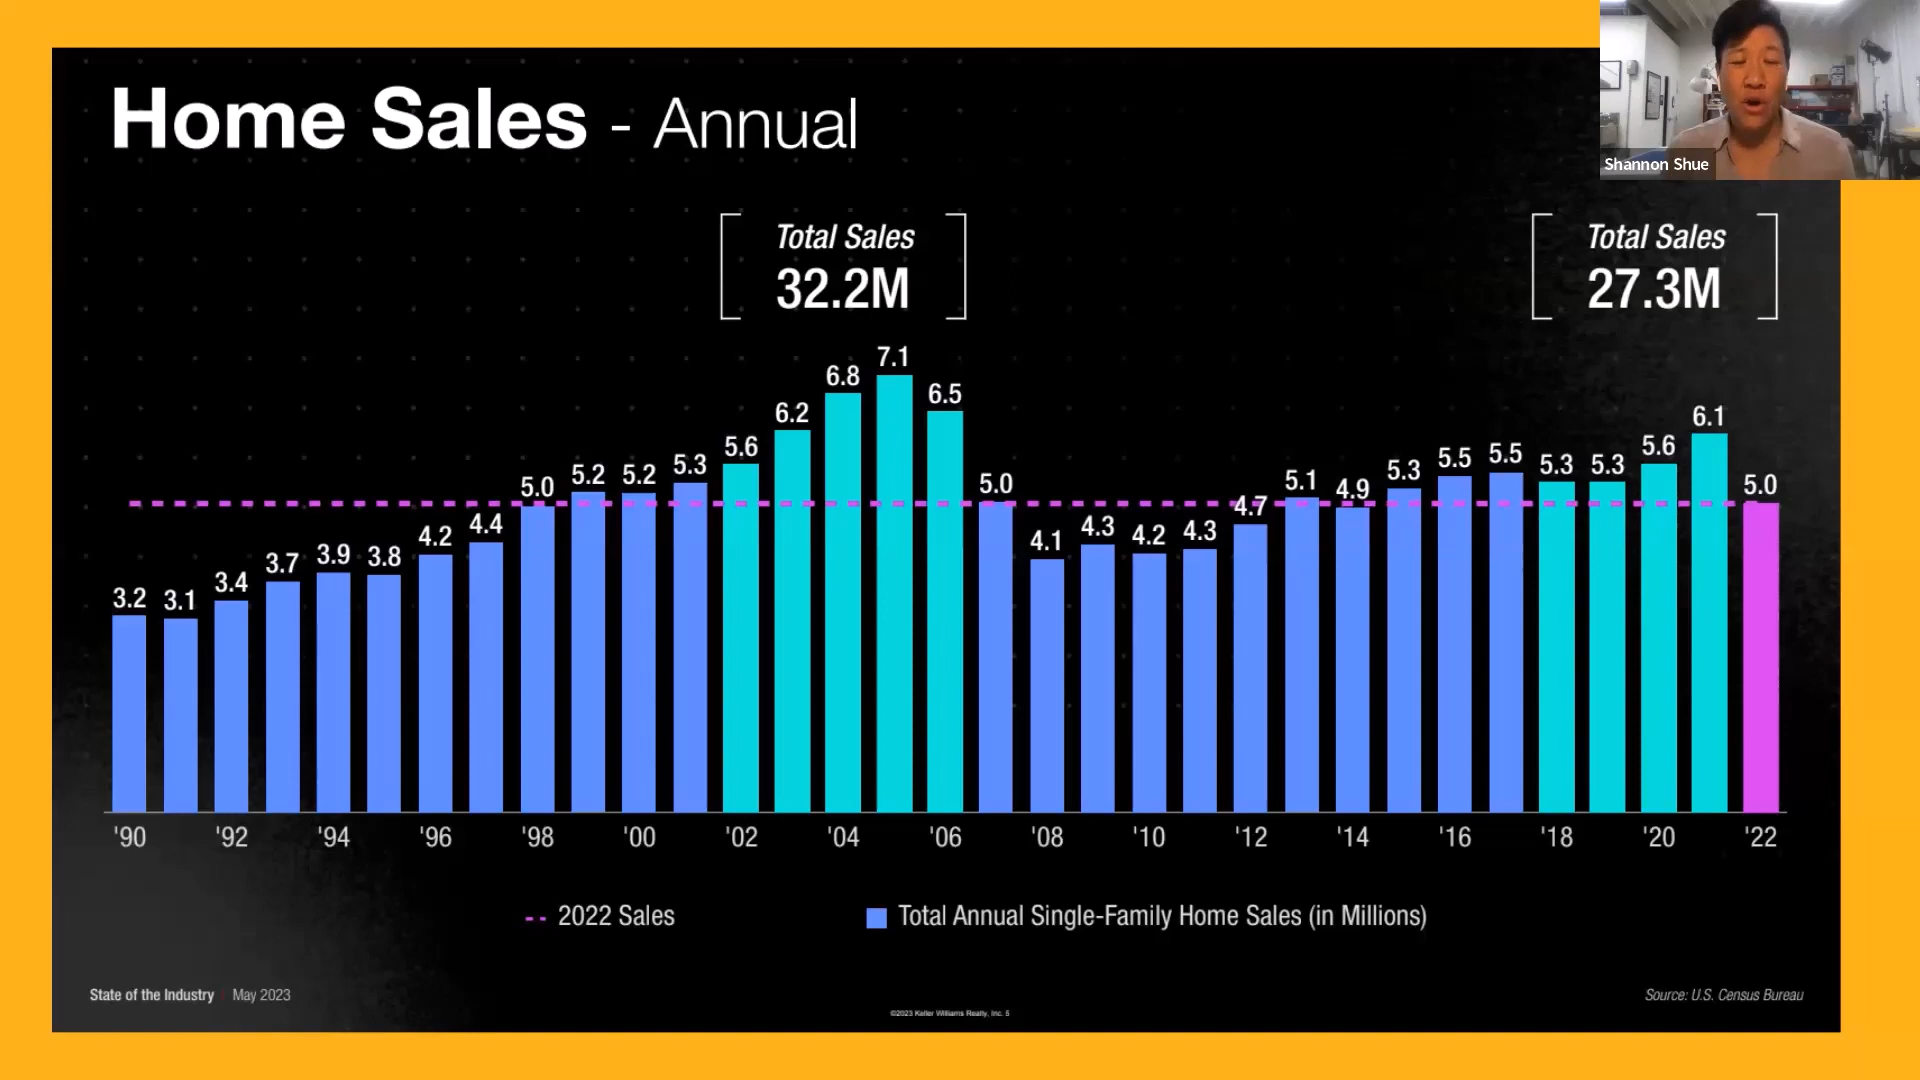 Home Sales - Annual
Shannon Shue
Total Sales
32.2M
Total Sales
27.3M
3.2
3.1
3.4
3.7
3.9
3.8
4.2
4.4
5.0
5.2
5.2
5.3
5.6
6.2
6.8
7.1
6.5
5.0
4.1
4.3
4.2
4.3
4.7
5.1
4.9
5.3
5.5
5.5
5.3
5.3
5.6
6.1
5.0
'90 '92 '94 '96 '98 '00 '02 '04 '06 '08 '10 '12 '14 '16 '18 '20 '22
2022 Sales
Total Annual Single-Family Home Sales (in Millions)
State of the Industry May 2023
Source: U.S. Census Bureau
©2023 Keller Williams Realty, Inc. 5